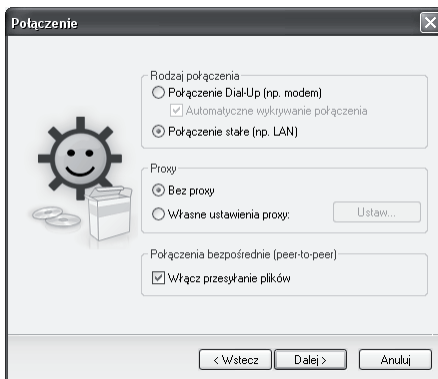 Połączenie
Rodzaj połączenia
Połączenie Dial-Up (np. modem)
Automatyczne wykrywanie połączenia
Połączenie stałe (np. LAN)
Proxy
Bez proxy
Własne ustawienia proxy:
Ustaw...
Połączenia bezpośrednie (peer-to-peer)
Włącz przesyłanie plików
< Wstecz
Dalej >
Anuluj